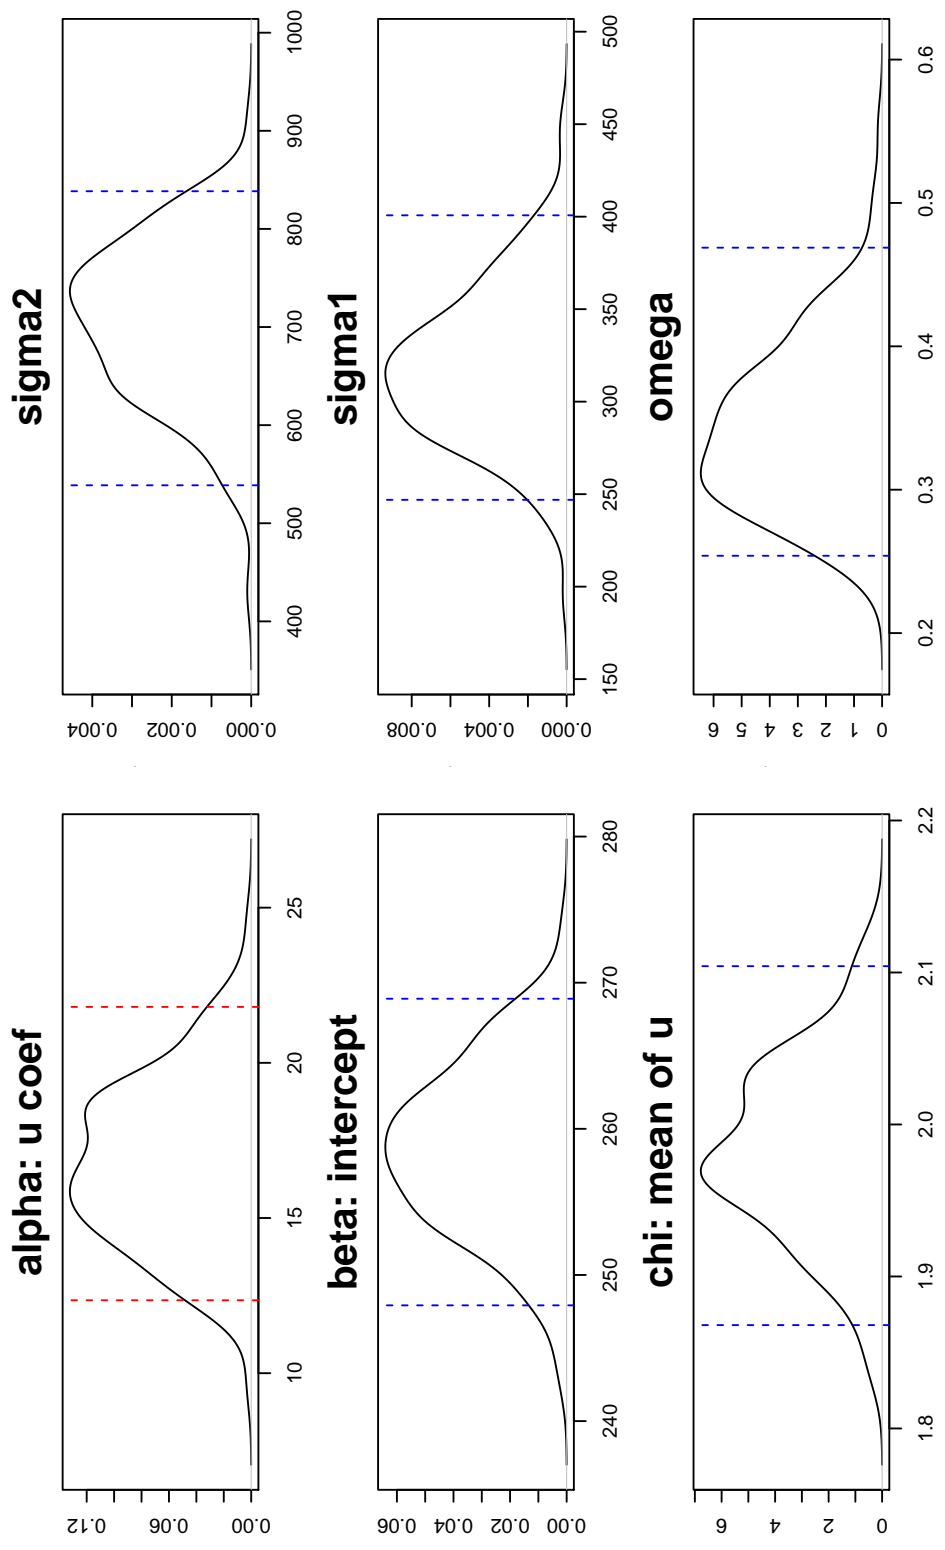 alpha: u coef
0.00 0.06 0.12
10 15 20 25
sigma2
0.000 0.002 0.004
400 500 600 700 800 900 1000
beta: intercept
0.00 0.02 0.04 0.06
240 250 260 270 280
sigma1
0.000 0.004 0.008
150 200 250 300 350 400 450 500
chi: mean of u
0 2 4 6
1.8 1.9 2.0 2.1 2.2
omega
0 1 2 3 4 5 6
0.2 0.3 0.4 0.5 0.6